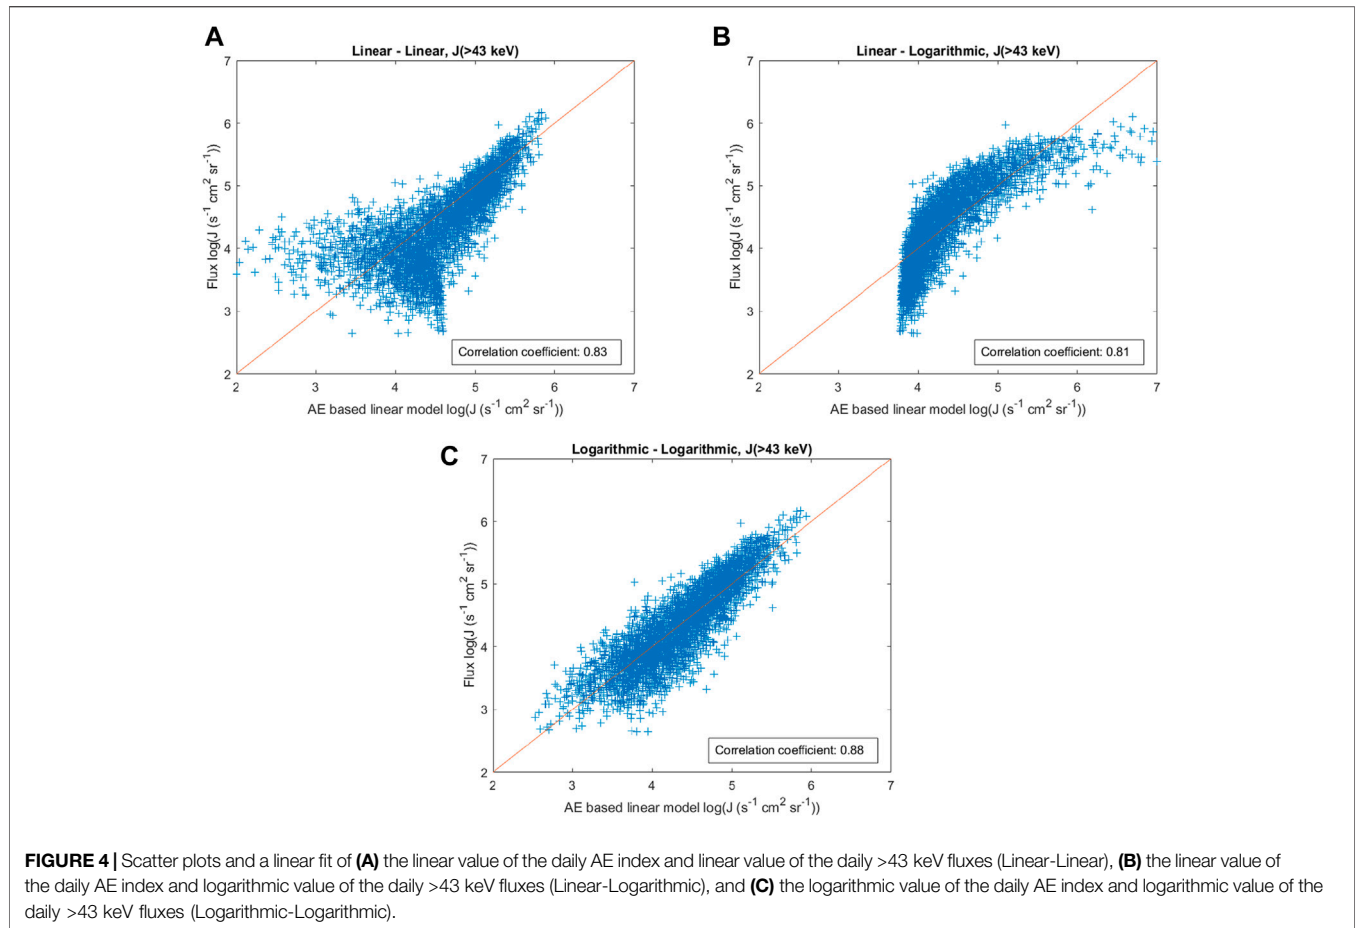 A
Linear - Linear, J(>43 keV)
7
6
5
4
3
2
2 3 4 5 6 7
Flux log(J (s⁻¹ cm² sr⁻¹))
AE based linear model log(J (s⁻¹ cm² sr⁻¹))
Correlation coefficient: 0.83
B
Linear - Logarithmic, J(>43 keV)
7
6
5
4
3
2
2 3 4 5 6 7
Flux log(J (s⁻¹ cm² sr⁻¹))
AE based linear model log(J (s⁻¹ cm² sr⁻¹))
Correlation coefficient: 0.81
C
Logarithmic - Logarithmic, J(>43 keV)
7
6
5
4
3
2
2 3 4 5 6 7
Flux log(J (s⁻¹ cm² sr⁻¹))
AE based linear model log(J (s⁻¹ cm² sr⁻¹))
Correlation coefficient: 0.88
FIGURE 4 | Scatter plots and a linear fit of (A) the linear value of the daily AE index and linear value of the daily >43 keV fluxes (Linear-Linear), (B) the linear value of
the daily AE index and logarithmic value of the daily >43 keV fluxes (Linear-Logarithmic), and (C) the logarithmic value of the daily AE index and logarithmic value of the
daily >43 keV fluxes (Logarithmic-Logarithmic).